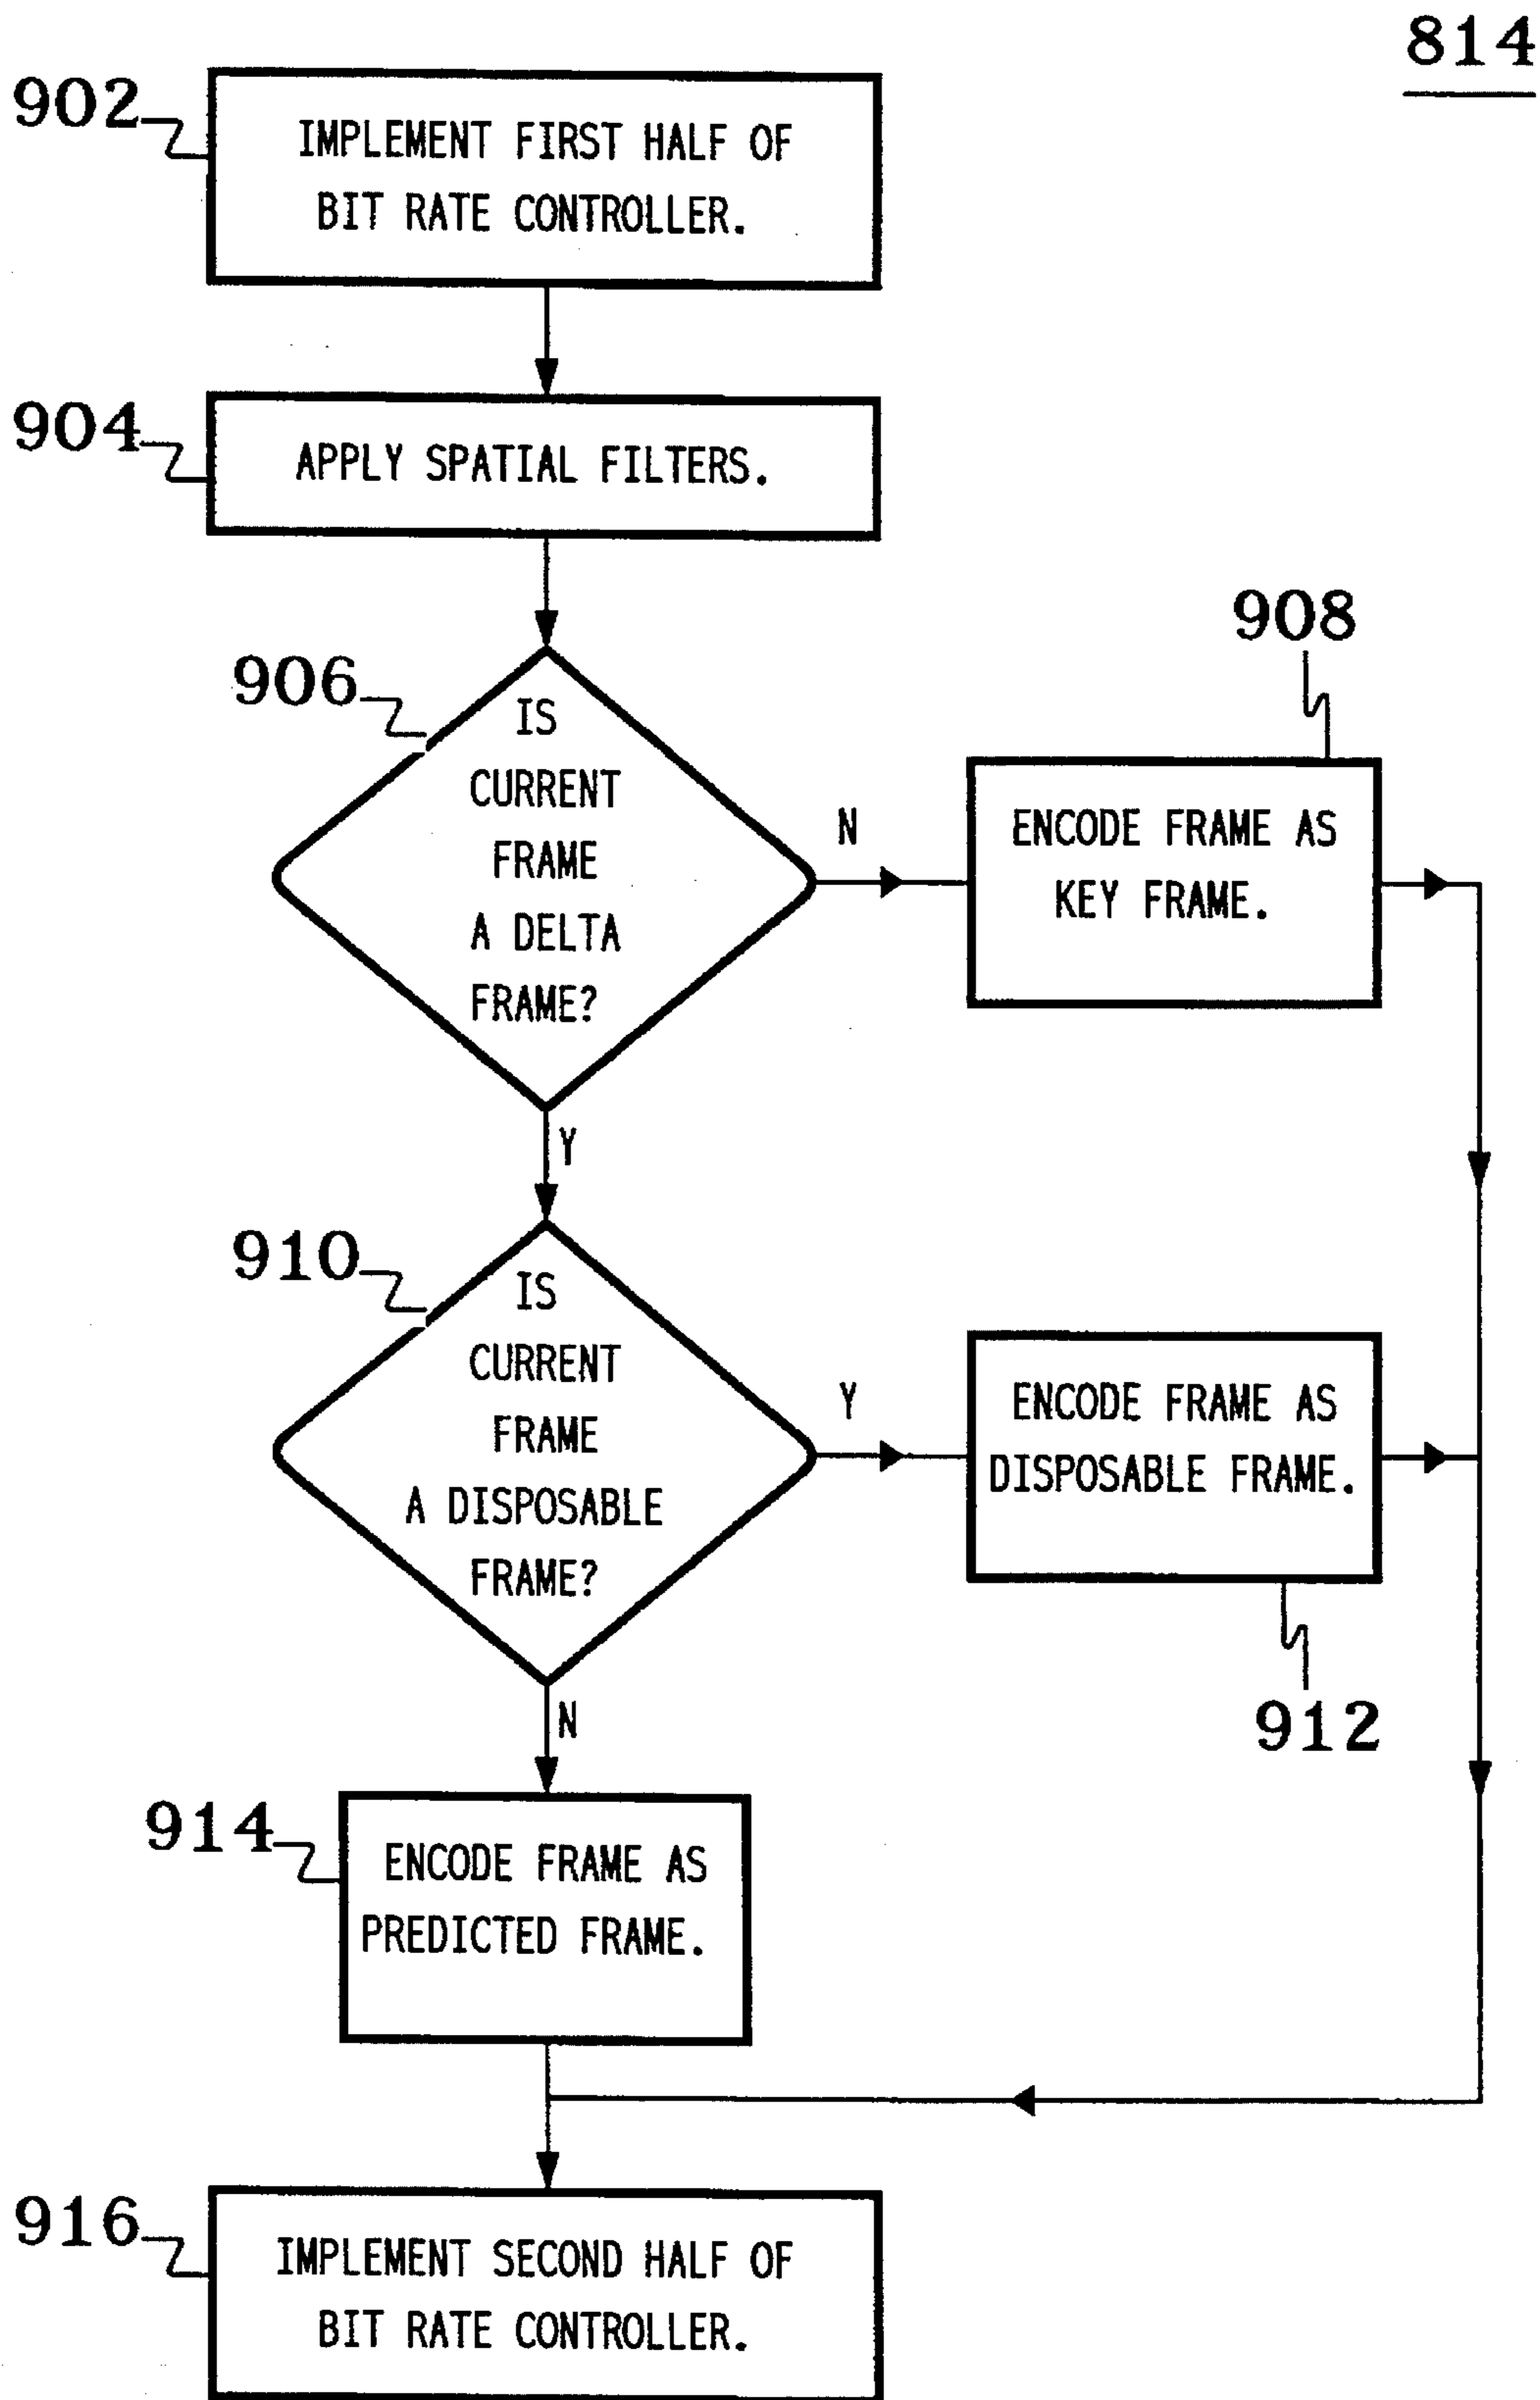 814
902
IMPLEMENT FIRST HALF OF
BIT RATE CONTROLLER.
904
APPLY SPATIAL FILTERS.
906
IS
CURRENT
FRAME
A DELTA
FRAME?
N
908
ENCODE FRAME AS
KEY FRAME.
Y
910
IS
CURRENT
FRAME
A DISPOSABLE
FRAME?
Y
ENCODE FRAME AS
DISPOSABLE FRAME.
912
N
914
ENCODE FRAME AS
PREDICTED FRAME.
916
IMPLEMENT SECOND HALF OF
BIT RATE CONTROLLER.